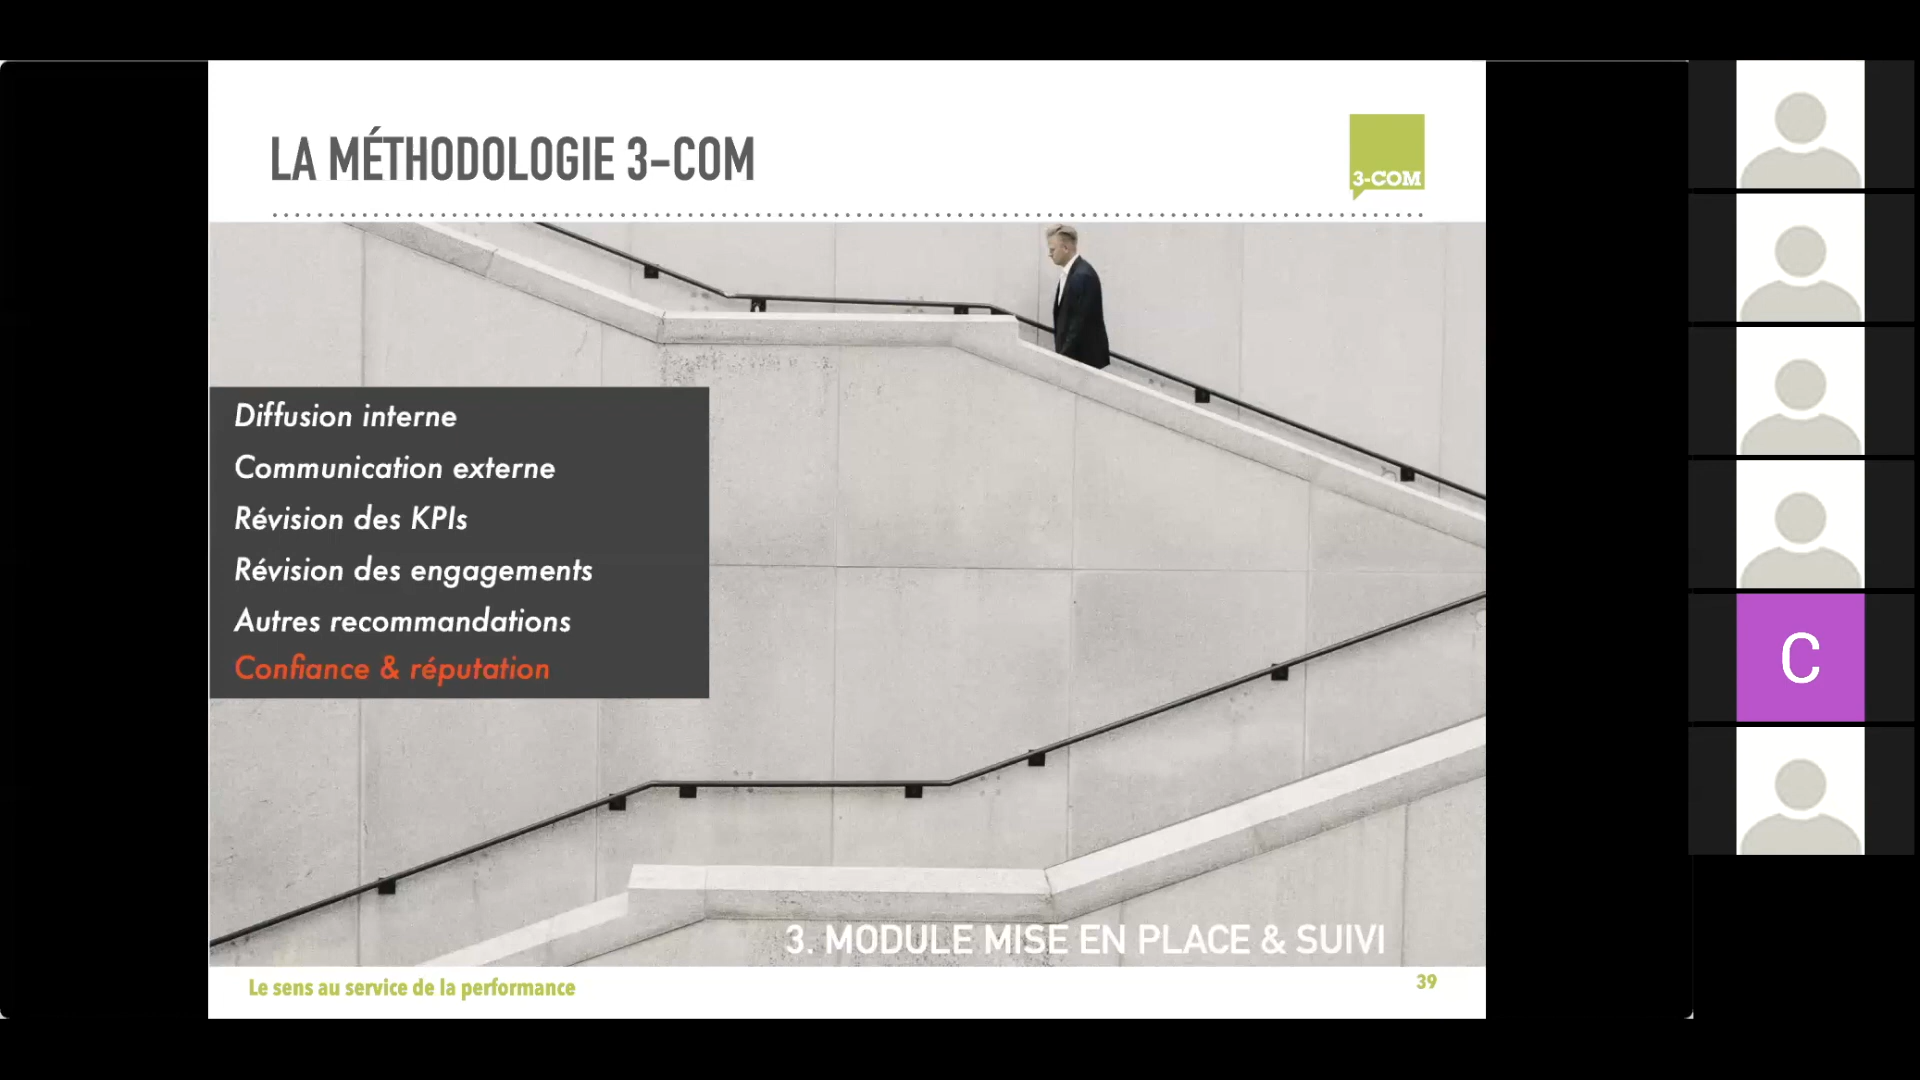 LA MÉTHODOLOGIE 3-COM
3-COM
Diffusion interne
Communication externe
Révision des KPIs
Révision des engagements
Autres recommandations
Confiance & réputation
C
3. MODULE MISE EN PLACE & SUIVI
Le sens au service de la performance
39